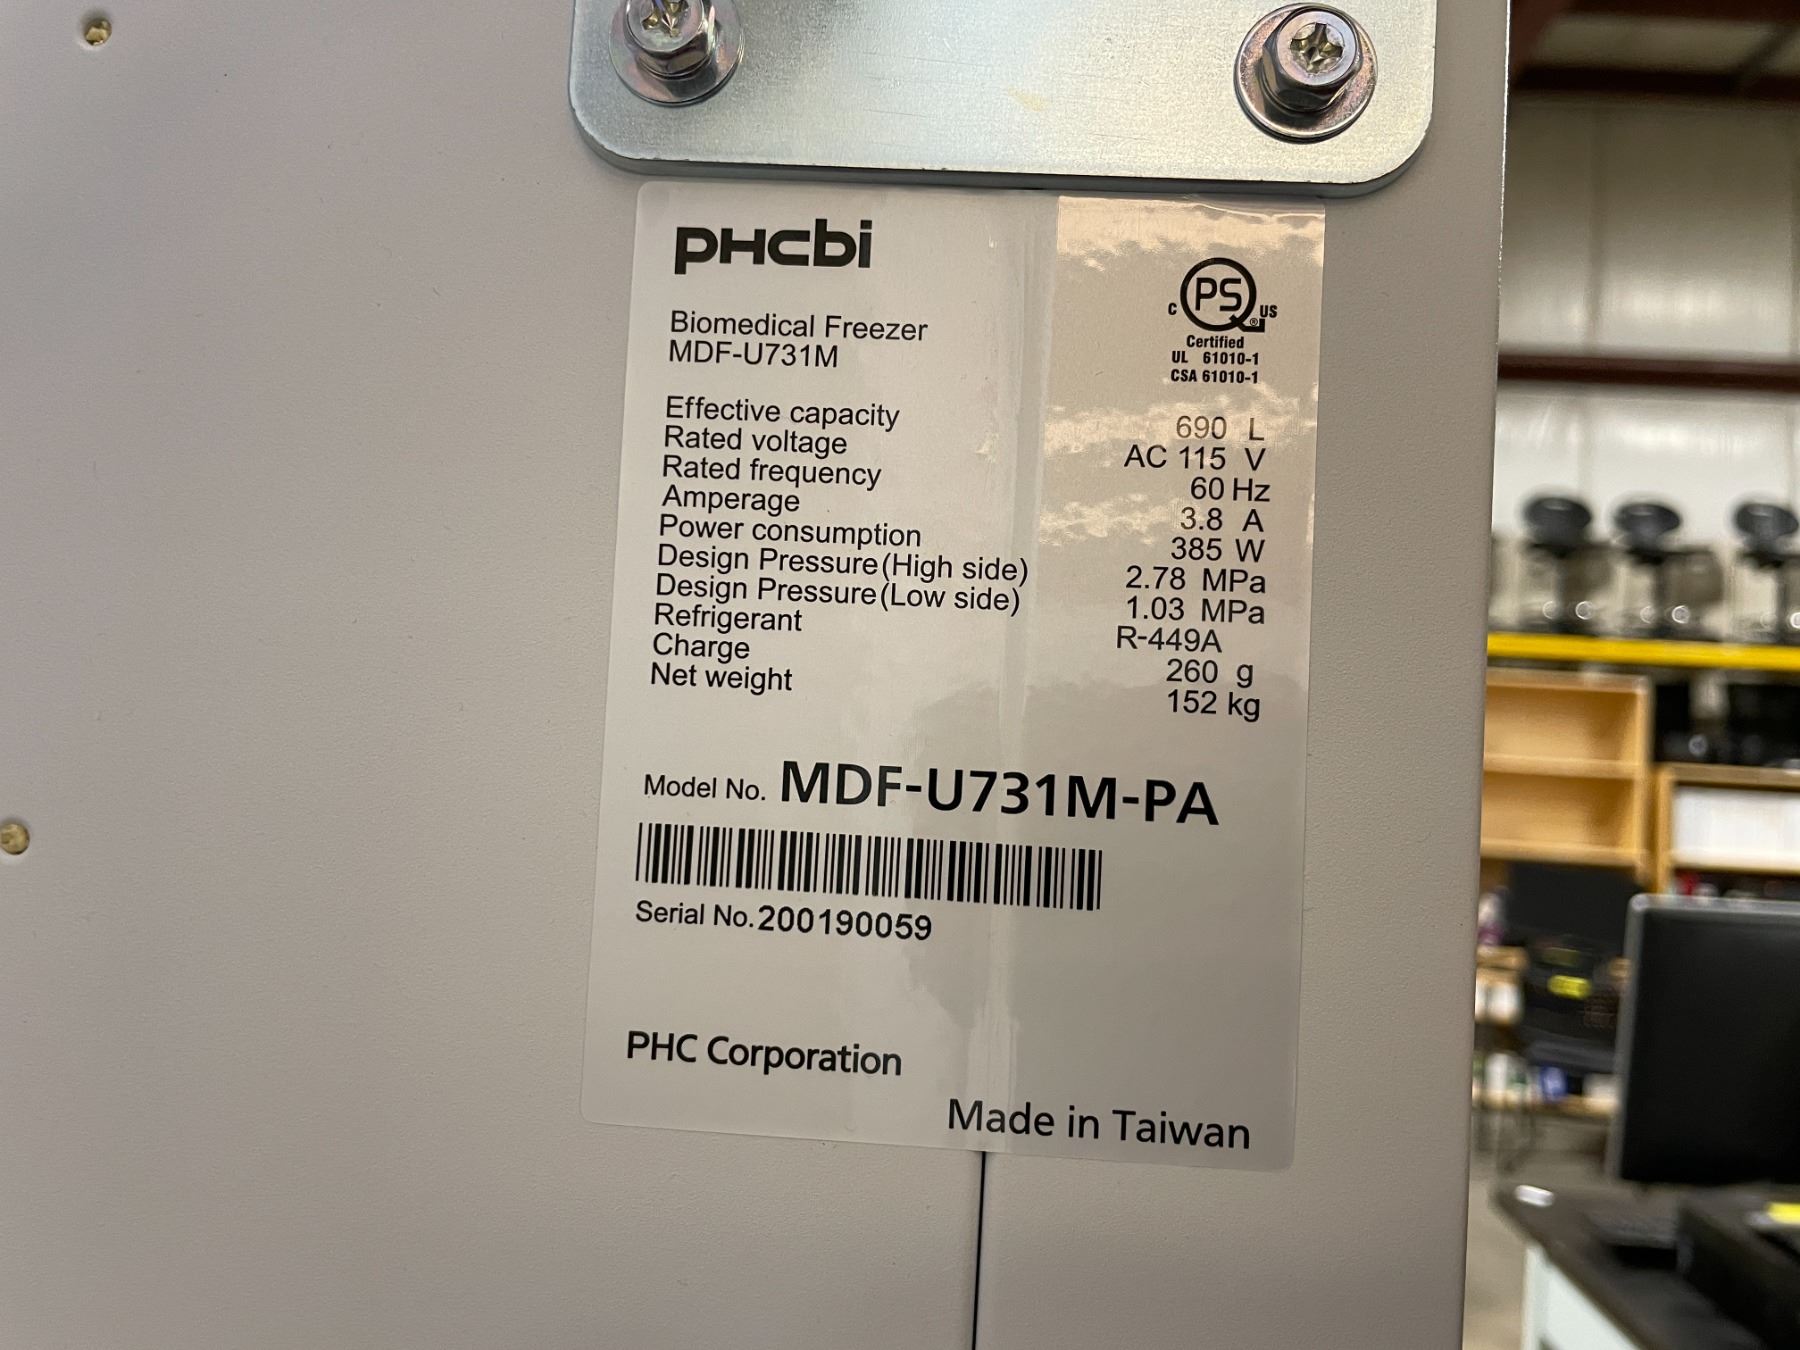 PHCbi
C PS ® US
Certified
UL 61010-1
CSA 61010-1
Biomedical Freezer
MDF-U731M
Effective capacity 690 L
Rated voltage AC 115 V
Rated frequency 60 Hz
Amperage 3.8 A
Power consumption 385 W
Design Pressure(High side) 2.78 MPa
Design Pressure(Low side) 1.03 MPa
Refrigerant R-449A
Charge 260 g
Net weight 152 kg
Model No. MDF-U731M-PA
Serial No. 200190059
PHC Corporation
Made in Taiwan